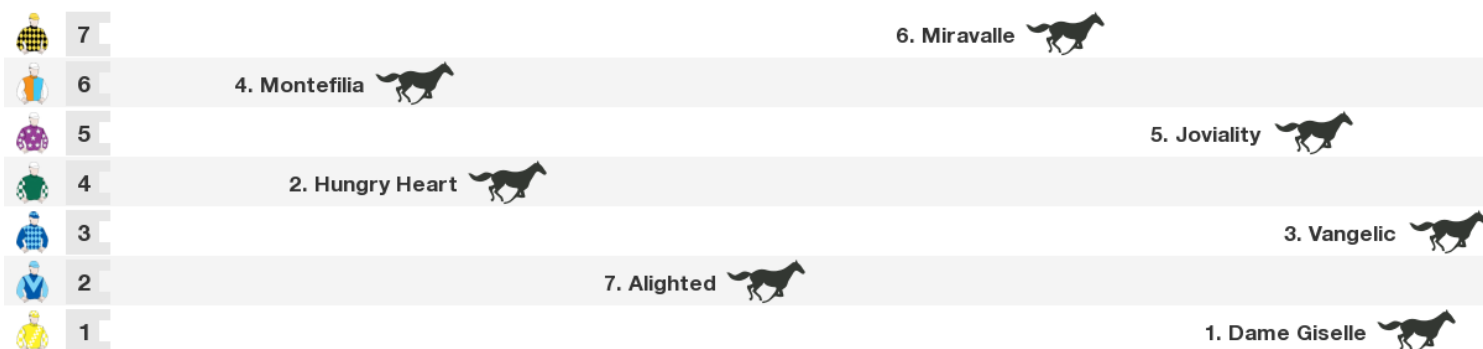 7 6. Miravalle
6 4. Montefilia
5 5. Joviality
4 2. Hungry Heart
3 3. Vangelic
2 7. Alighted
1 1. Dame Giselle